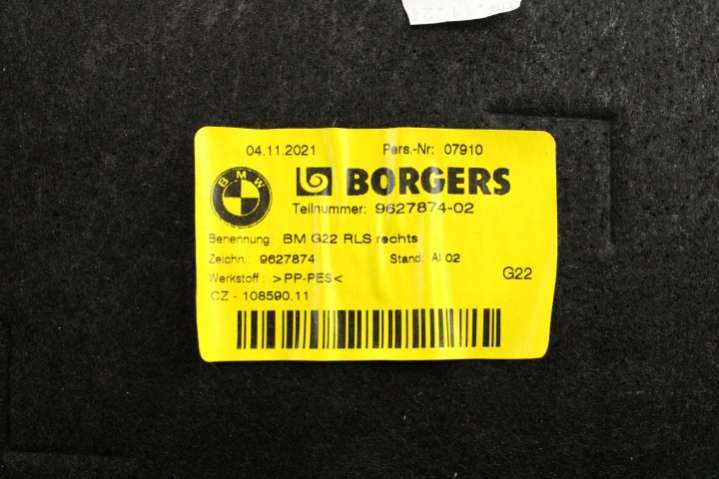 04.11.2021 Pers.-Nr: 07910
BMW BORGERS
Teilnummer: 9627874-02
Benennung: BM G22 RLS rechts
Zeichn.: 9627874 Stand: AI 02
Werkstoff: >PP-PES< G22
CZ - 108590.11